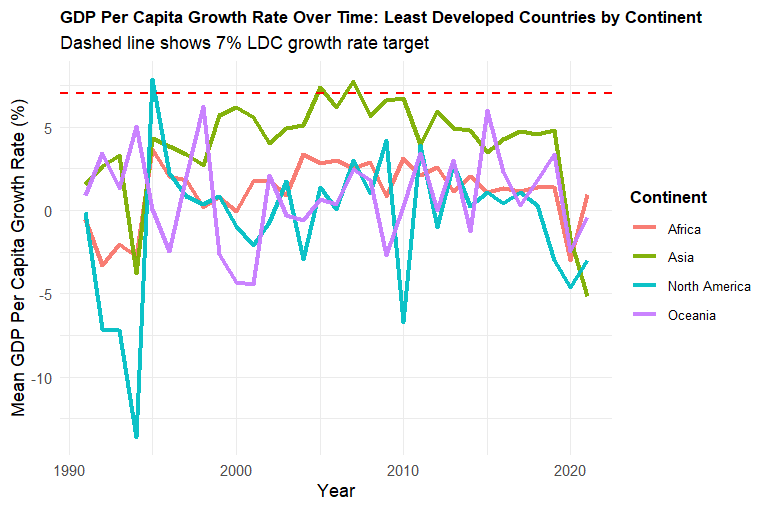 GDP Per Capita Growth Rate Over Time: Least Developed Countries by Continent
Dashed line shows 7% LDC growth rate target
Mean GDP Per Capita Growth Rate (%)
5
0
-5
-10
1990 2000 2010 2020
Year
Continent
Africa
Asia
North America
Oceania